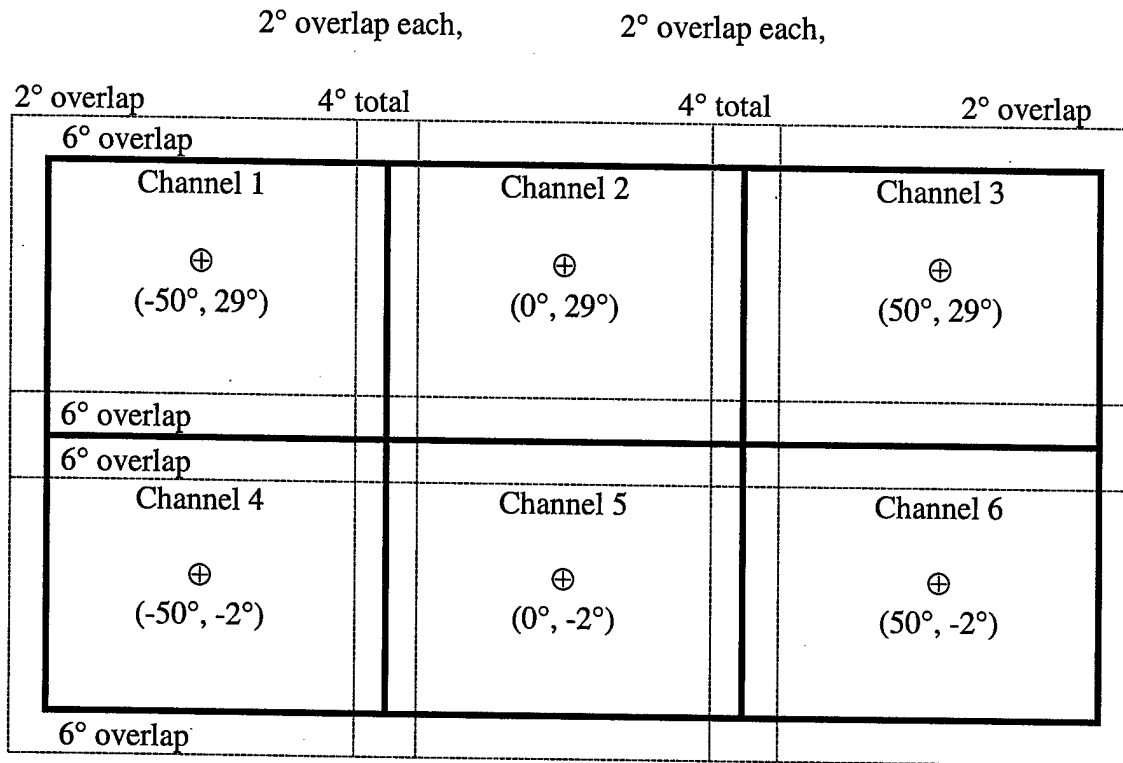 2° overlap each, 2° overlap each,
2° overlap 4° total 4° total 2° overlap
6° overlap
Channel 1 Channel 2 Channel 3
(-50°, 29°) (0°, 29°) (50°, 29°)
6° overlap
6° overlap
Channel 4 Channel 5 Channel 6
(-50°, -2°) (0°, -2°) (50°, -2°)
6° overlap